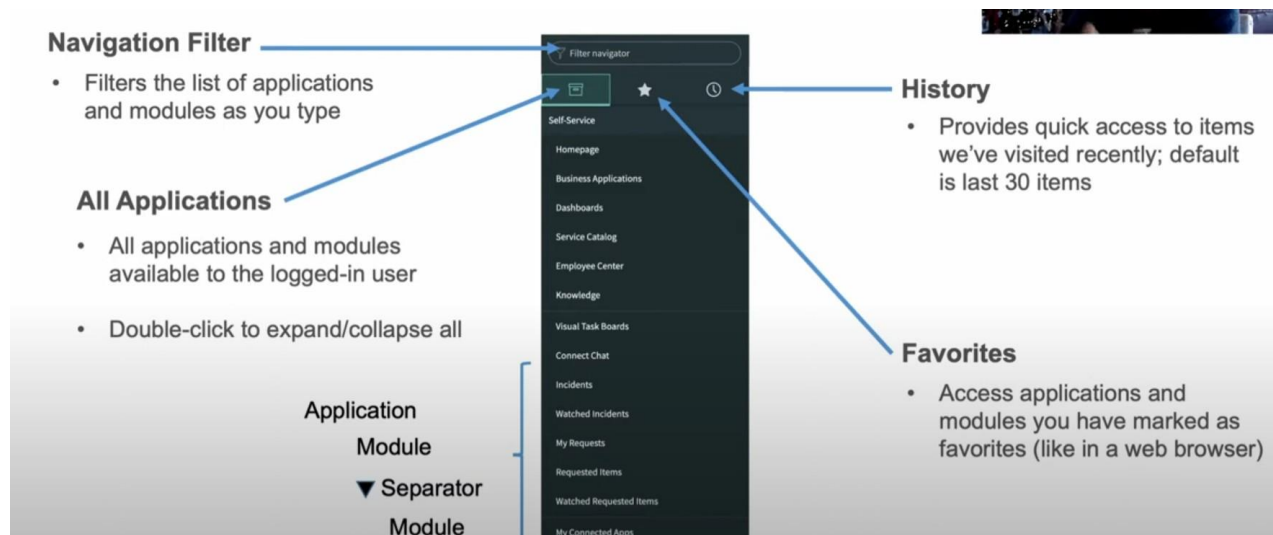 Navigation Filter
• Filters the list of applications
and modules as you type
All Applications
• All applications and modules
available to the logged-in user
• Double-click to expand/collapse all
Application
Module
▼ Separator
Module
Filter navigator
Self-Service
Homepage
Business Applications
Dashboards
Service Catalog
Employee Center
Knowledge
Visual Task Boards
Connect Chat
Incidents
Watched Incidents
My Requests
Requested Items
Watched Requested Items
My Connected Apps
History
• Provides quick access to items
we've visited recently; default
is last 30 items
Favorites
• Access applications and
modules you have marked as
favorites (like in a web browser)